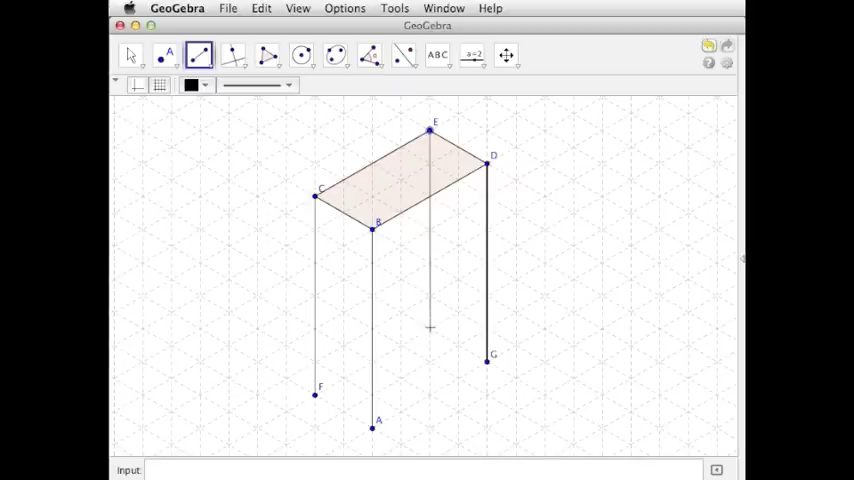 GeoGebra File Edit View Options Tools Window Help
GeoGebra
A ABC a=2
?
E
D
C
B
G
F
A
Input: